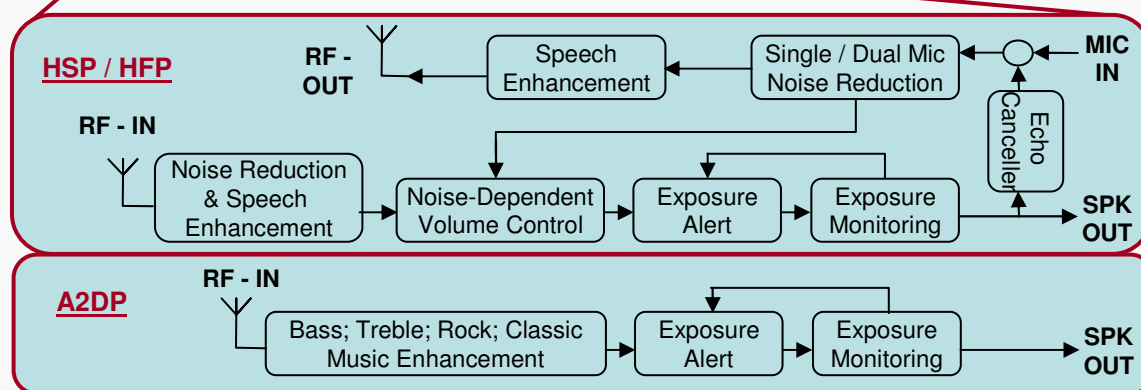 HSP / HFP
RF -
OUT
Speech
Enhancement
Single / Dual Mic
Noise Reduction
MIC
IN
Echo
Canceller
RF - IN
Noise Reduction
& Speech
Enhancement
Noise-Dependent
Volume Control
Exposure
Alert
Exposure
Monitoring
SPK
OUT
A2DP
RF - IN
Bass; Treble; Rock; Classic
Music Enhancement
Exposure
Alert
Exposure
Monitoring
SPK
OUT